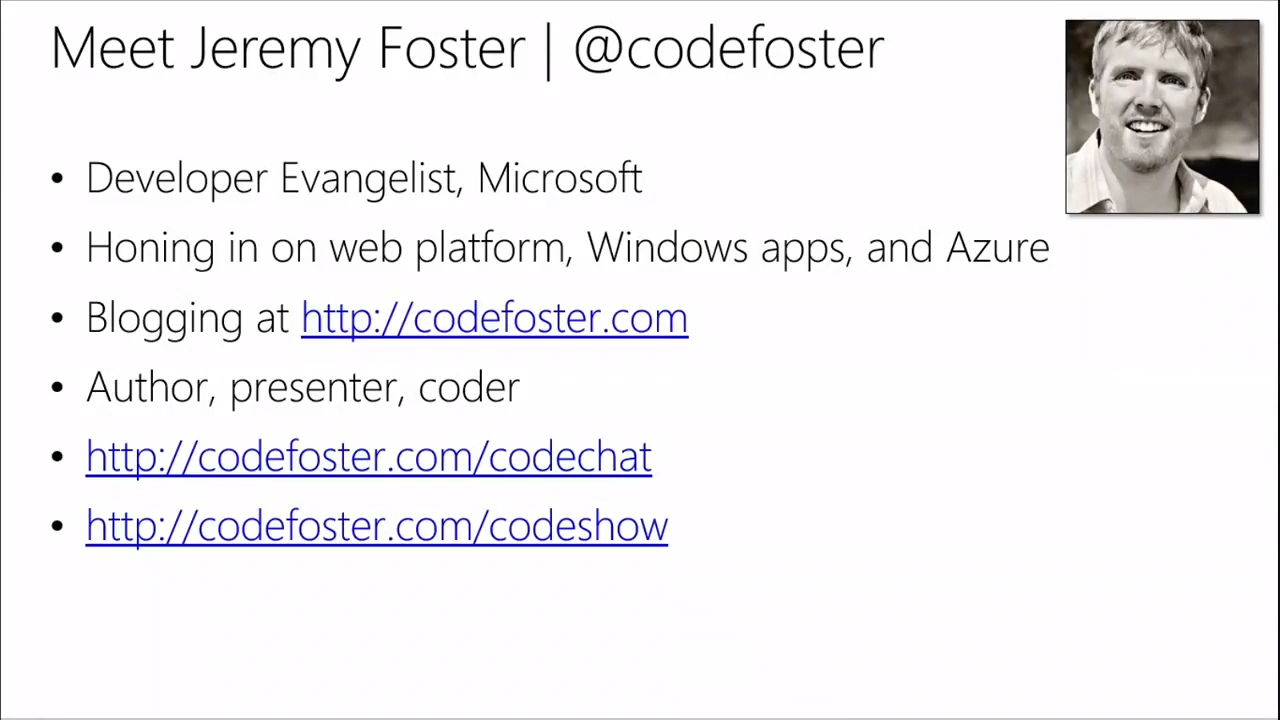 Meet Jeremy Foster | @codefoster
• Developer Evangelist, Microsoft
• Honing in on web platform, Windows apps, and Azure
• Blogging at http://codefoster.com
• Author, presenter, coder
• http://codefoster.com/codechat
• http://codefoster.com/codeshow